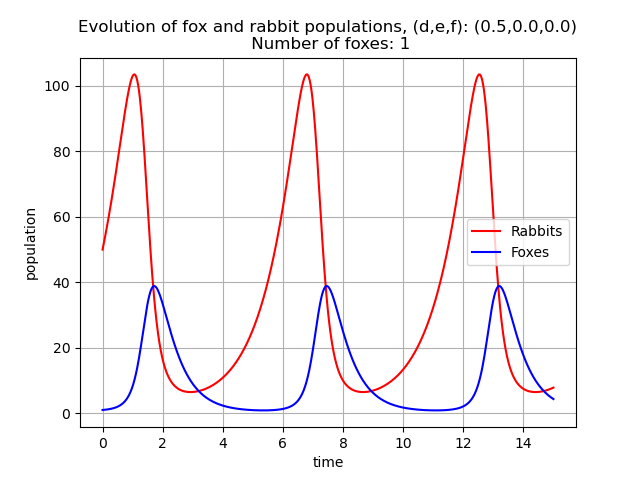 Evolution of fox and rabbit populations, (d,e,f): (0.5,0.0,0.0)
Number of foxes: 1
100
80
60
40
20
0
population
Rabbits
Foxes
0 2 4 6 8 10 12 14
time